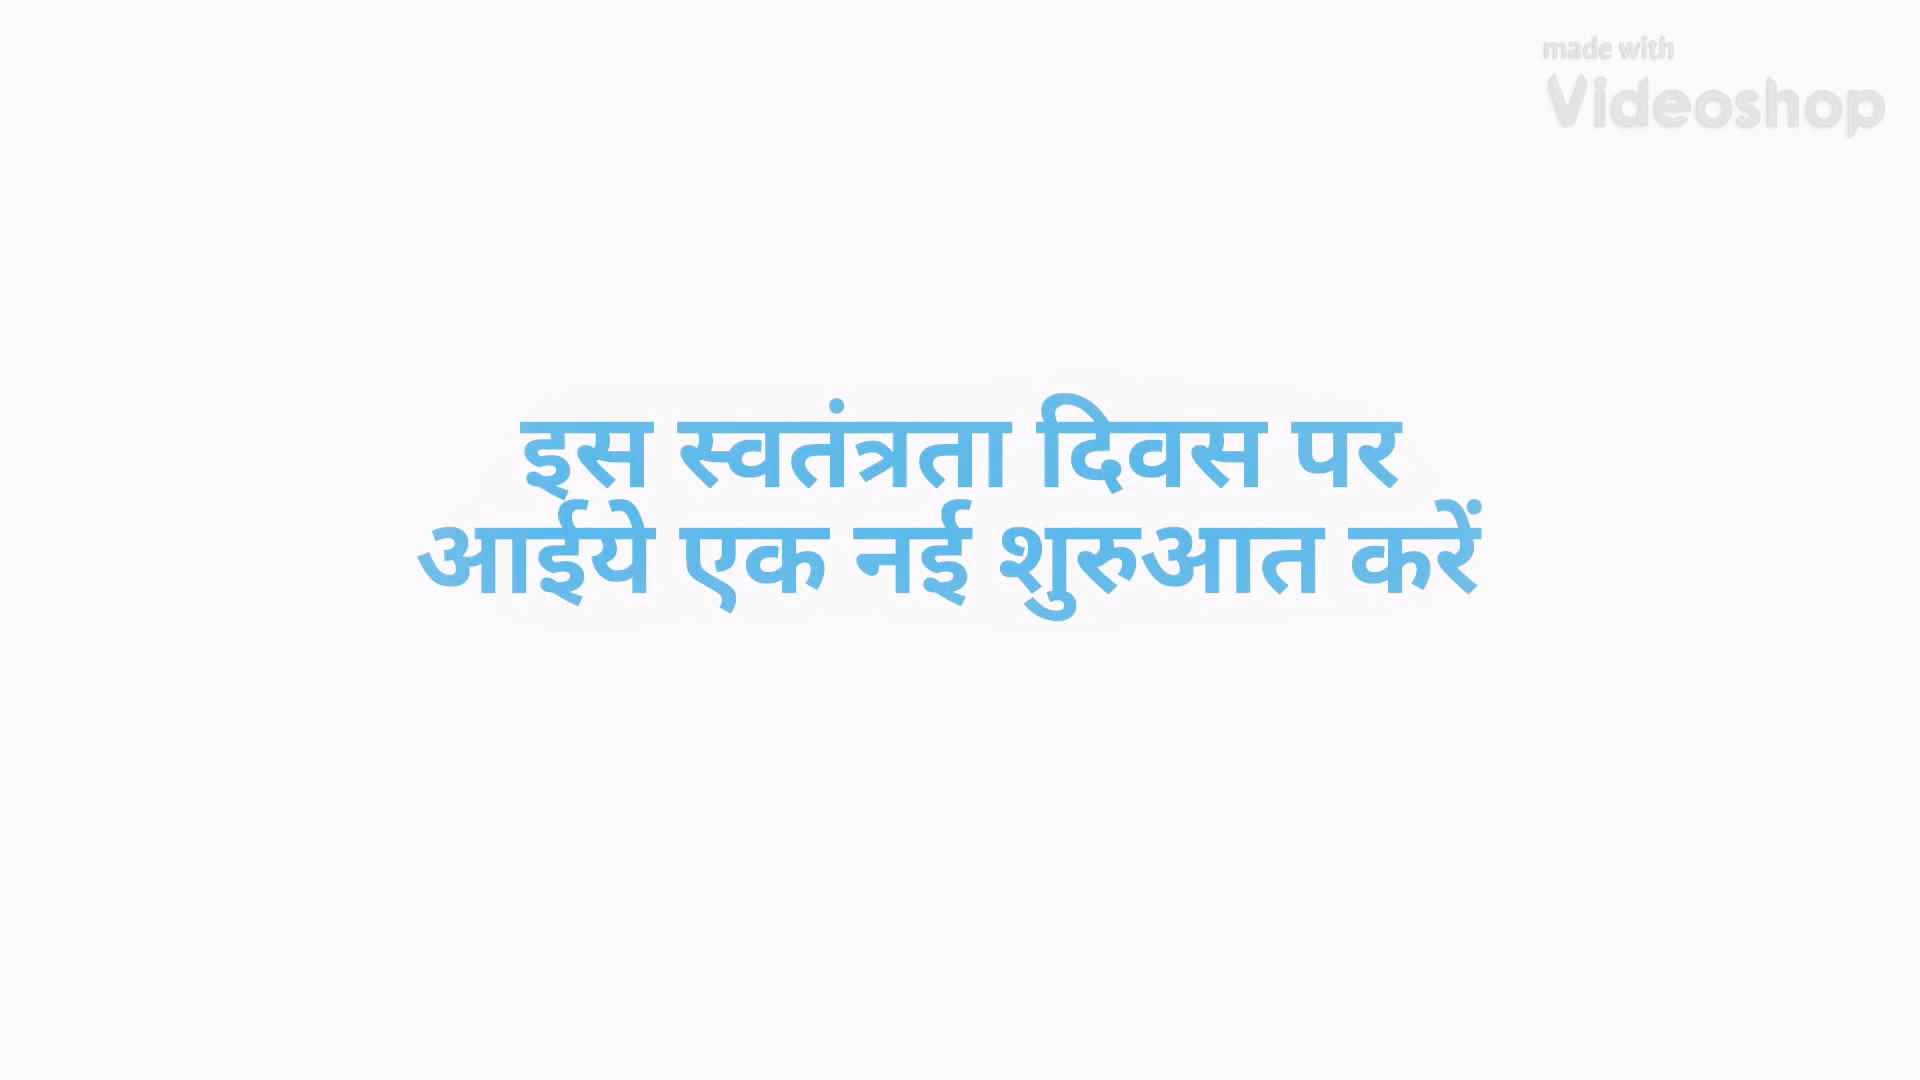 made with
Videoshop
इस स्वतंत्रता दिवस पर
आईये एक नई शुरुआत करें